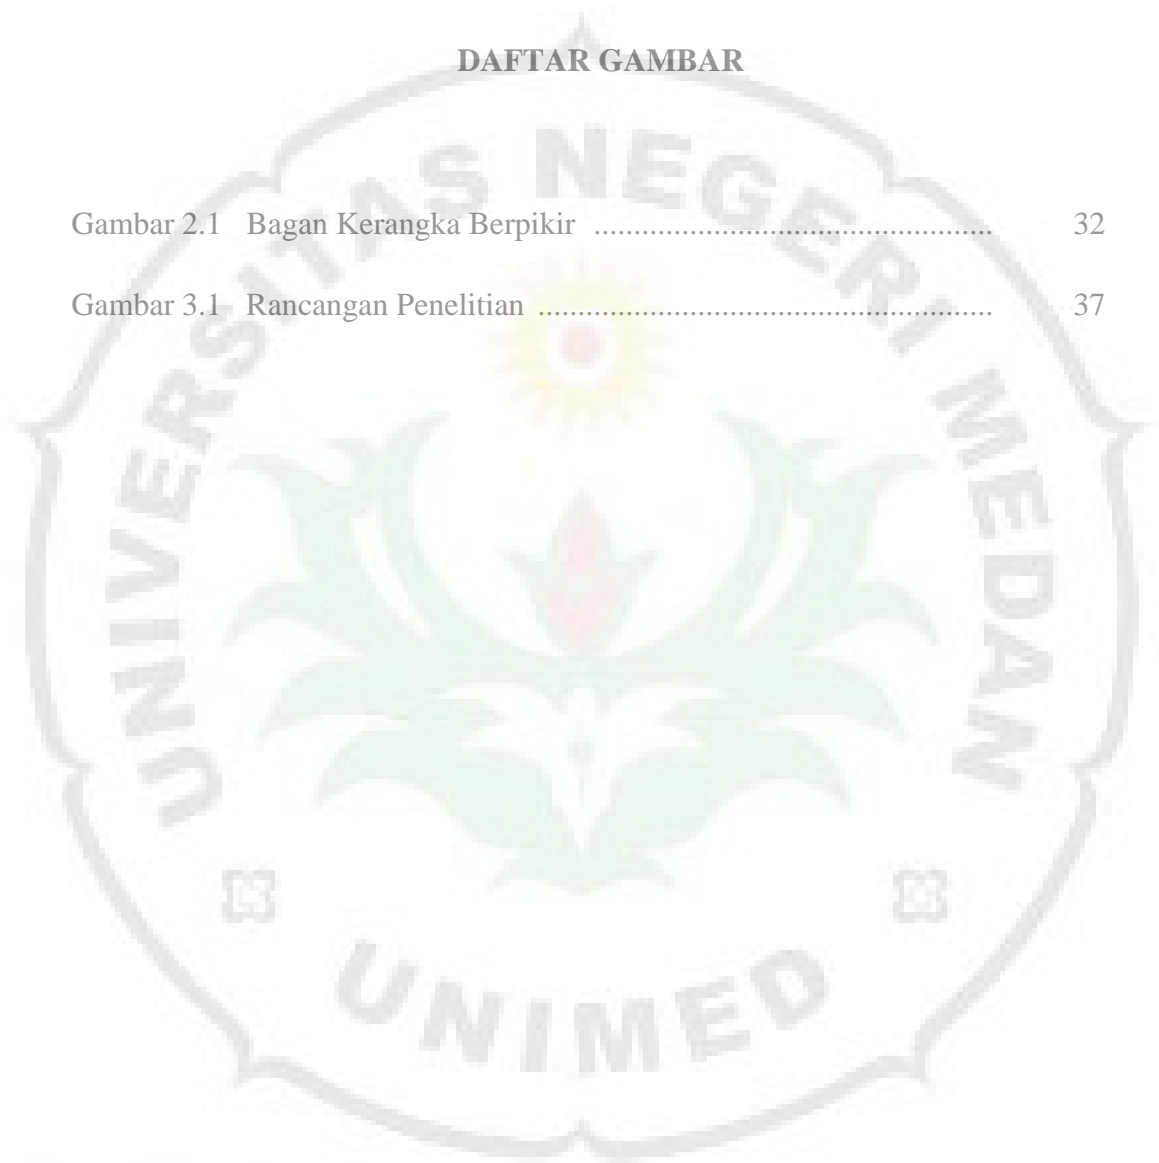 DAFTAR GAMBAR
Gambar 2.1 Bagan Kerangka Berpikir .................................................. 32
Gambar 3.1 Rancangan Penelitian ......................................................... 37
UNIVERSITAS NEGERI MEDAN
UNIMED